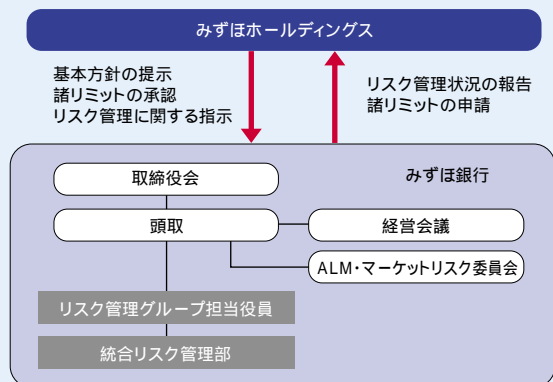 みずほホールディングス
基本方針の提示
諸リミットの承認
リスク管理に関する指示
リスク管理状況の報告
諸リミットの申請
みずほ銀行
取締役会
頭取
経営会議
ALM・マーケットリスク委員会
リスク管理グループ担当役員
統合リスク管理部